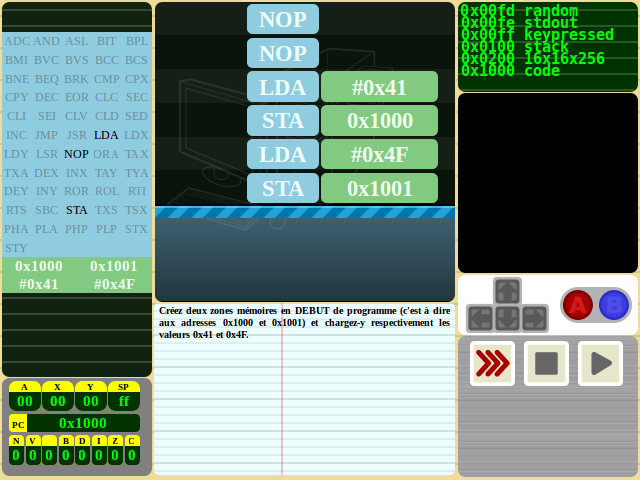 ADC AND ASL BIT BPL
BMI BVC BVS BCC BCS
BNE BEQ BRK CMP CPX
CPY DEC EOR CLC SEC
CLI SEI CLV CLD SED
INC JMP JSR LDA LDX
LDY LSR NOP ORA TAX
TXA DEX INX TAY TYA
DEY INY ROR ROL RTI
RTS SBC STA TXS TSX
PHA PLA PHP PLP STX
STY
0x1000 0x1001
#0x41 #0x4F
A X Y SP
00 00 00 ff
PC 0x1000
N V B D I Z C
0 0 0 0 0 0 0 0
NOP
NOP
LDA #0x41
STA 0x1000
LDA #0x4F
STA 0x1001
Créez deux zones mémoires en DEBUT de programme (c'est à dire
aux adresses 0x1000 et 0x1001) et chargez-y respectivement les
valeurs 0x41 et 0x4F.
0x00fd random
0x00fe stdout
0x00ff keypressed
0x0100 stack
0x0200 16x16x256
0x1000 code
A B